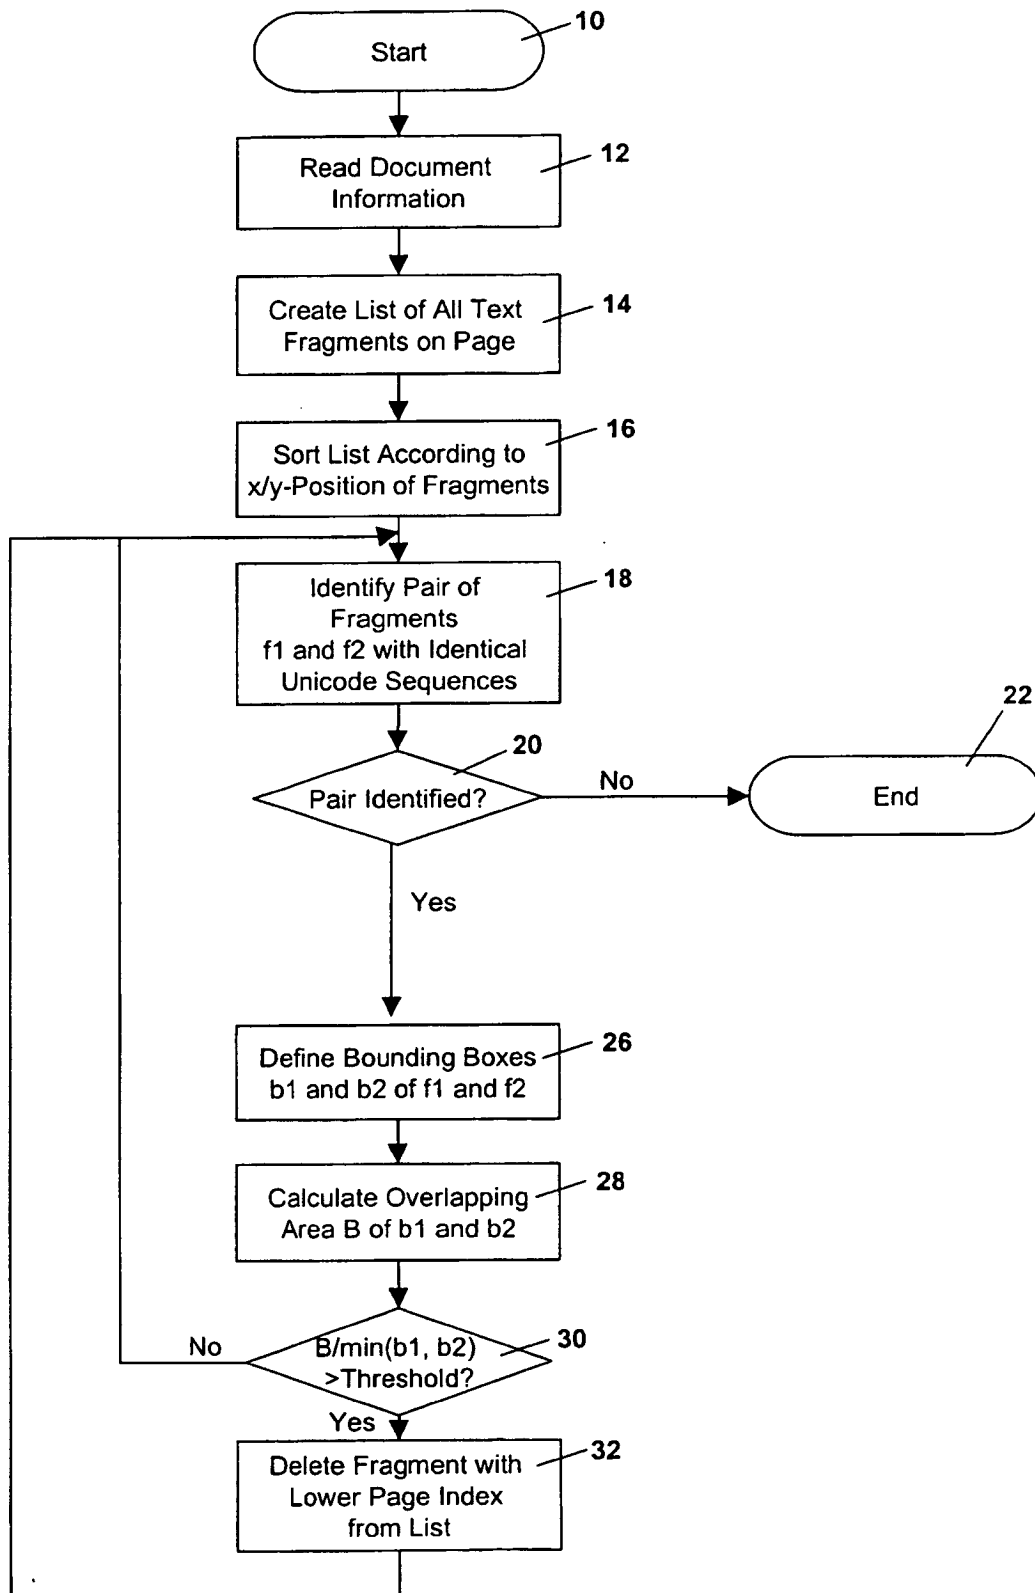 10
Start
12
Read Document
Information
14
Create List of All Text
Fragments on Page
16
Sort List According to
x/y-Position of Fragments
18
Identify Pair of
Fragments
f1 and f2 with Identical
Unicode Sequences
20
Pair Identified?
No
22
End
Yes
26
Define Bounding Boxes
b1 and b2 of f1 and f2
28
Calculate Overlapping
Area B of b1 and b2
30
B/min(b1, b2)
>Threshold?
No
Yes
32
Delete Fragment with
Lower Page Index
from List